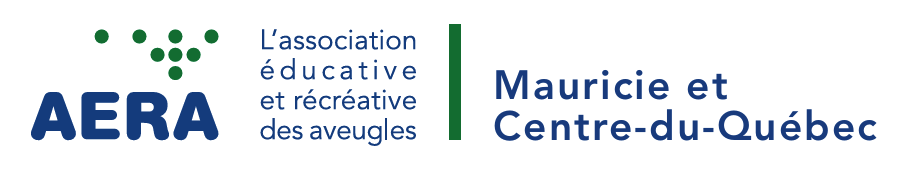 AERA
L'association
éducative
et récréative
des aveugles
Mauricie et
Centre-du-Québec